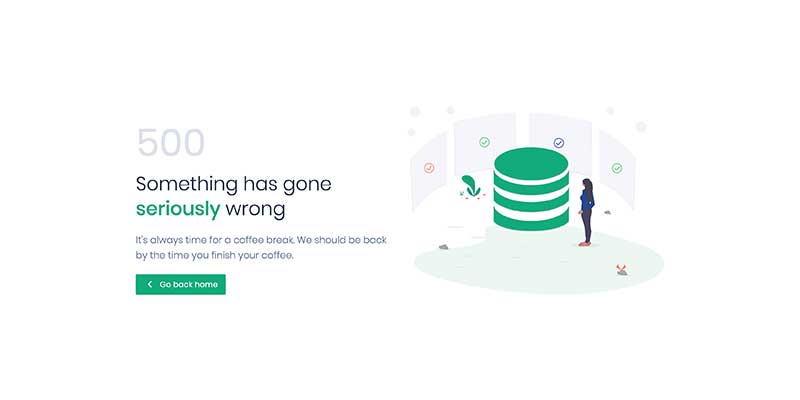 500
Something has gone
seriously wrong
It's always time for a coffee break. We should be back
by the time you finish your coffee.
Go back home